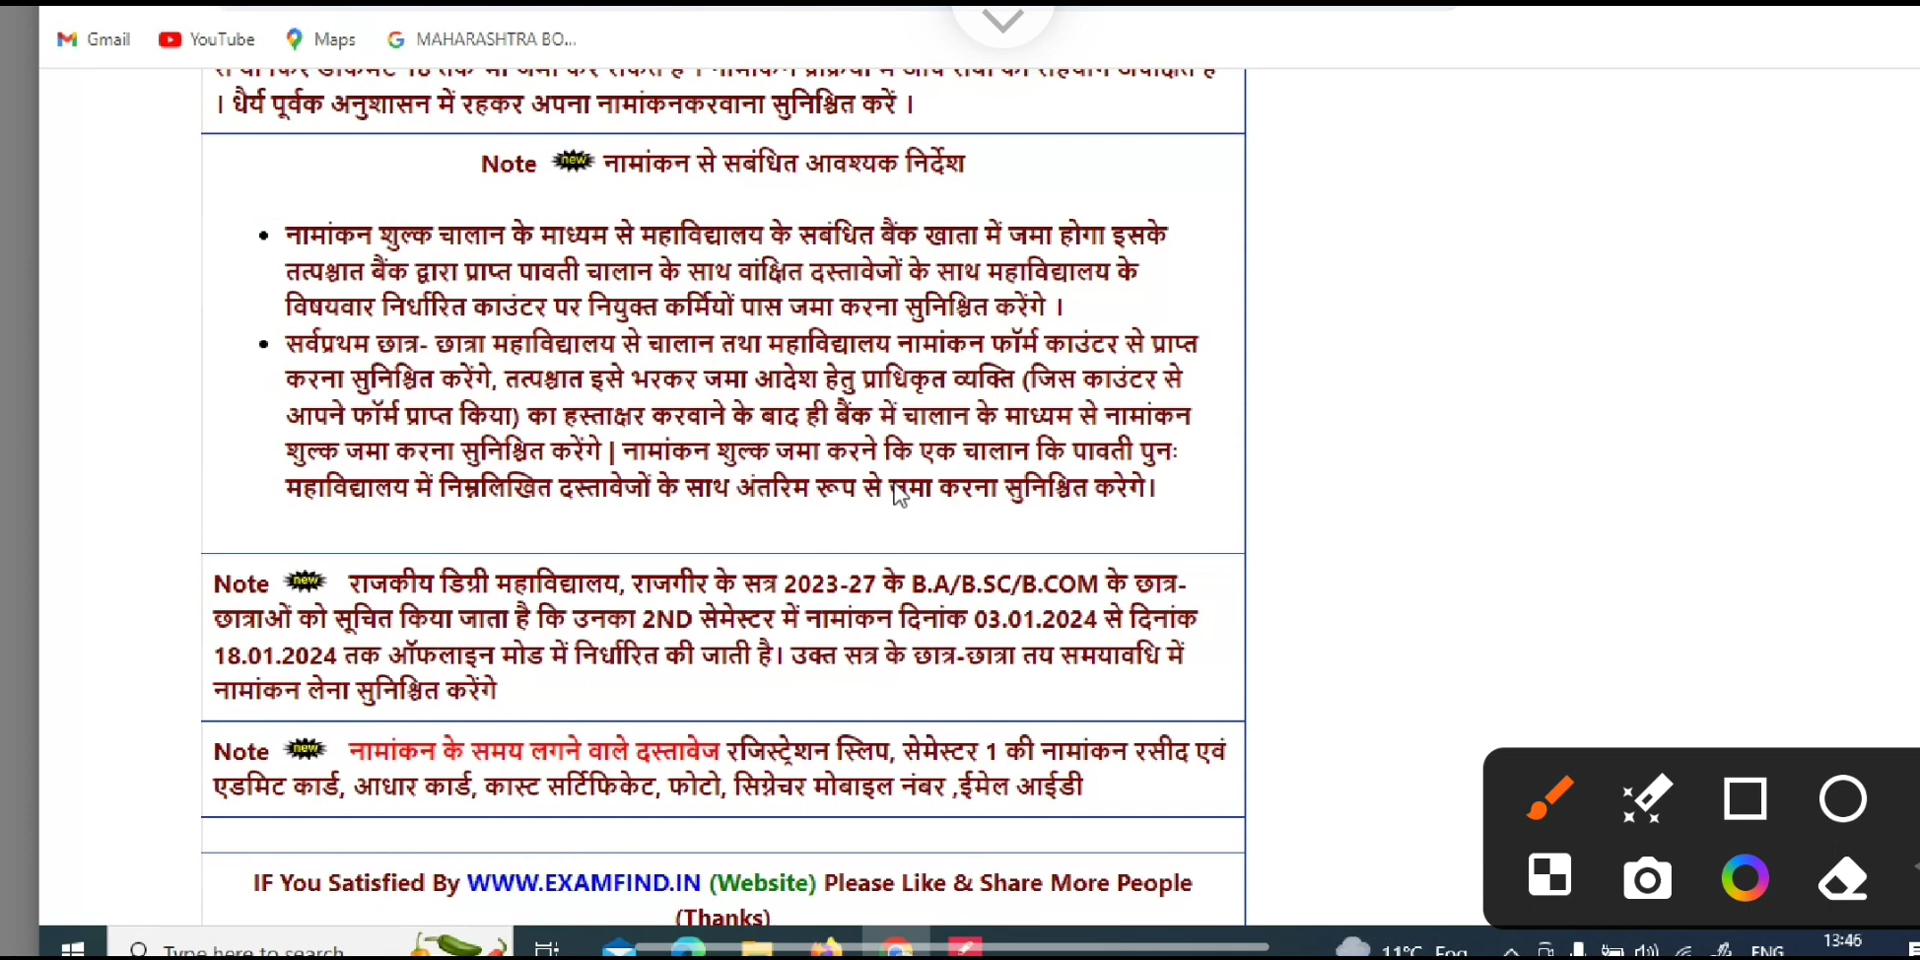 Gmail YouTube Maps MAHARASHTRA BO...
। धैर्य पूर्वक अनुशासन में रहकर अपना नामांकनकरवाना सुनिश्चित करें ।
Note new नामांकन से सबंधित आवश्यक निर्देश
• नामांकन शुल्क चालान के माध्यम से महाविद्यालय के सबंधित बैंक खाता में जमा होगा इसके
तत्पश्चात बैंक द्वारा प्राप्त पावती चालान के साथ वांक्षित दस्तावेजों के साथ महाविद्यालय के
विषयवार निर्धारित काउंटर पर नियुक्त कर्मियों पास जमा करना सुनिश्चित करेंगे ।
• सर्वप्रथम छात्र- छात्रा महाविद्यालय से चालान तथा महाविद्यालय नामांकन फॉर्म काउंटर से प्राप्त
करना सुनिश्चित करेंगे, तत्पश्चात इसे भरकर जमा आदेश हेतु प्राधिकृत व्यक्ति (जिस काउंटर से
आपने फॉर्म प्राप्त किया) का हस्ताक्षर करवाने के बाद ही बैंक में चालान के माध्यम से नामांकन
शुल्क जमा करना सुनिश्चित करेंगे | नामांकन शुल्क जमा करने कि एक चालान कि पावती पुनः
महाविद्यालय में निम्नलिखित दस्तावेजों के साथ अंतरिम रूप से जमा करना सुनिश्चित करेगे।
Note new राजकीय डिग्री महाविद्यालय, राजगीर के सत्र 2023-27 के B.A/B.SC/B.COM के छात्र-
छात्राओं को सूचित किया जाता है कि उनका 2ND सेमेस्टर में नामांकन दिनांक 03.01.2024 से दिनांक
18.01.2024 तक ऑफलाइन मोड में निर्धारित की जाती है। उक्त सत्र के छात्र-छात्रा तय समयावधि में
नामांकन लेना सुनिश्चित करेंगे
Note new नामांकन के समय लगने वाले दस्तावेज रजिस्ट्रेशन स्लिप, सेमेस्टर 1 की नामांकन रसीद एवं
एडमिट कार्ड, आधार कार्ड, कास्ट सर्टिफिकेट, फोटो, सिग्नेचर मोबाइल नंबर ,ईमेल आईडी
IF You Satisfied By WWW.EXAMFIND.IN (Website) Please Like & Share More People
(Thanks)
Type here to search 11°C Fog ENG 13:46